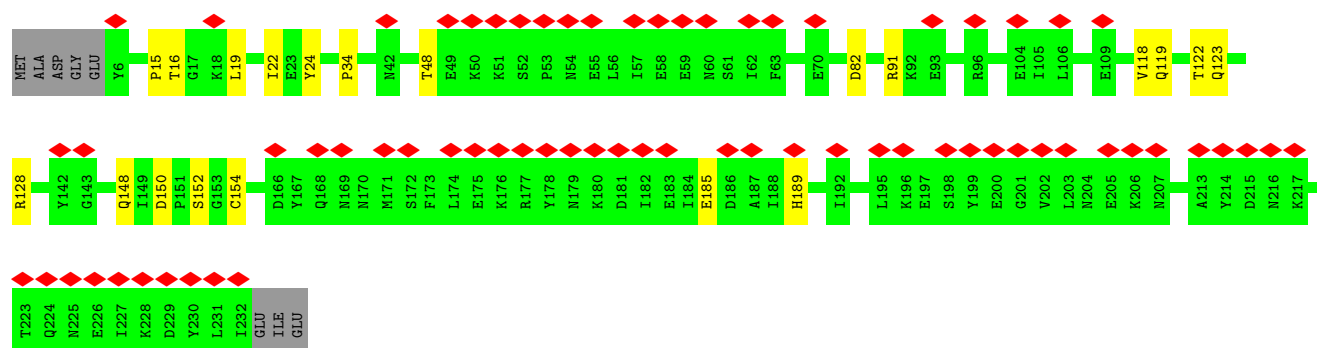 MET ALA ASP GLY GLU Y6 P15 T16 G17 K18 L19 I22 E23 Y24 P34 N42 T48 E49 K50 K51 S52 P53 N54 E55 L56 I57 E58 E59 N60 S61 I62 F63 E70 D82 R91 K92 E93 R96 E104 I105 L106 E109 V118 Q119 T122 Q123
R128 Y142 G143 Q148 I149 D150 P151 S152 G153 C154 D166 Y167 Q168 N169 N170 M171 S172 F173 L174 E175 K176 R177 Y178 N179 K180 D181 I182 E183 I184 E185 D186 A187 I188 H189 I192 L195 K196 E197 S198 Y199 E200 G201 V202 L203 N204 E205 K206 N207 A213 Y214 D215 N216 K217
T223 Q224 N225 E226 I227 K228 D229 Y230 L231 I232 GLU ILE GLU